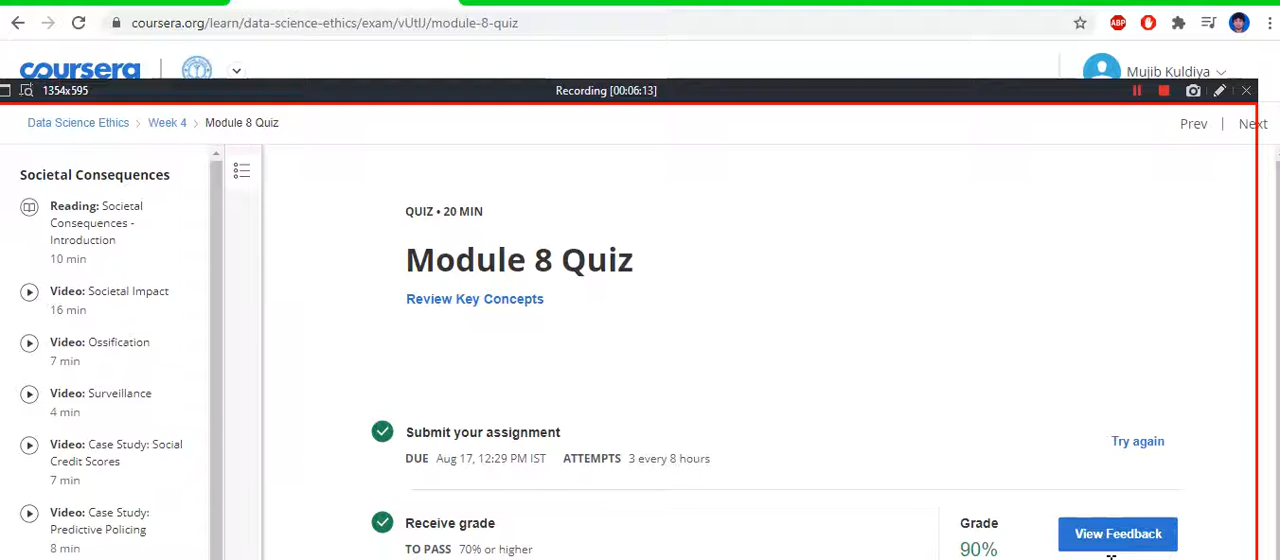 coursera.org/learn/data-science-ethics/exam/vUtlJ/module-8-quiz
ABP
coursera
Mujib Kuldiya
1354x595
Recording [00:06:13]
Data Science Ethics > Week 4 > Module 8 Quiz
Prev | Next
Societal Consequences
Reading: Societal
Consequences -
Introduction
10 min
Video: Societal Impact
16 min
Video: Ossification
7 min
Video: Surveillance
4 min
Video: Case Study: Social
Credit Scores
7 min
Video: Case Study:
Predictive Policing
8 min
QUIZ • 20 MIN
Module 8 Quiz
Review Key Concepts
Submit your assignment
DUE Aug 17, 12:29 PM IST ATTEMPTS 3 every 8 hours
Try again
Receive grade
TO PASS 70% or higher
Grade
90%
View Feedback